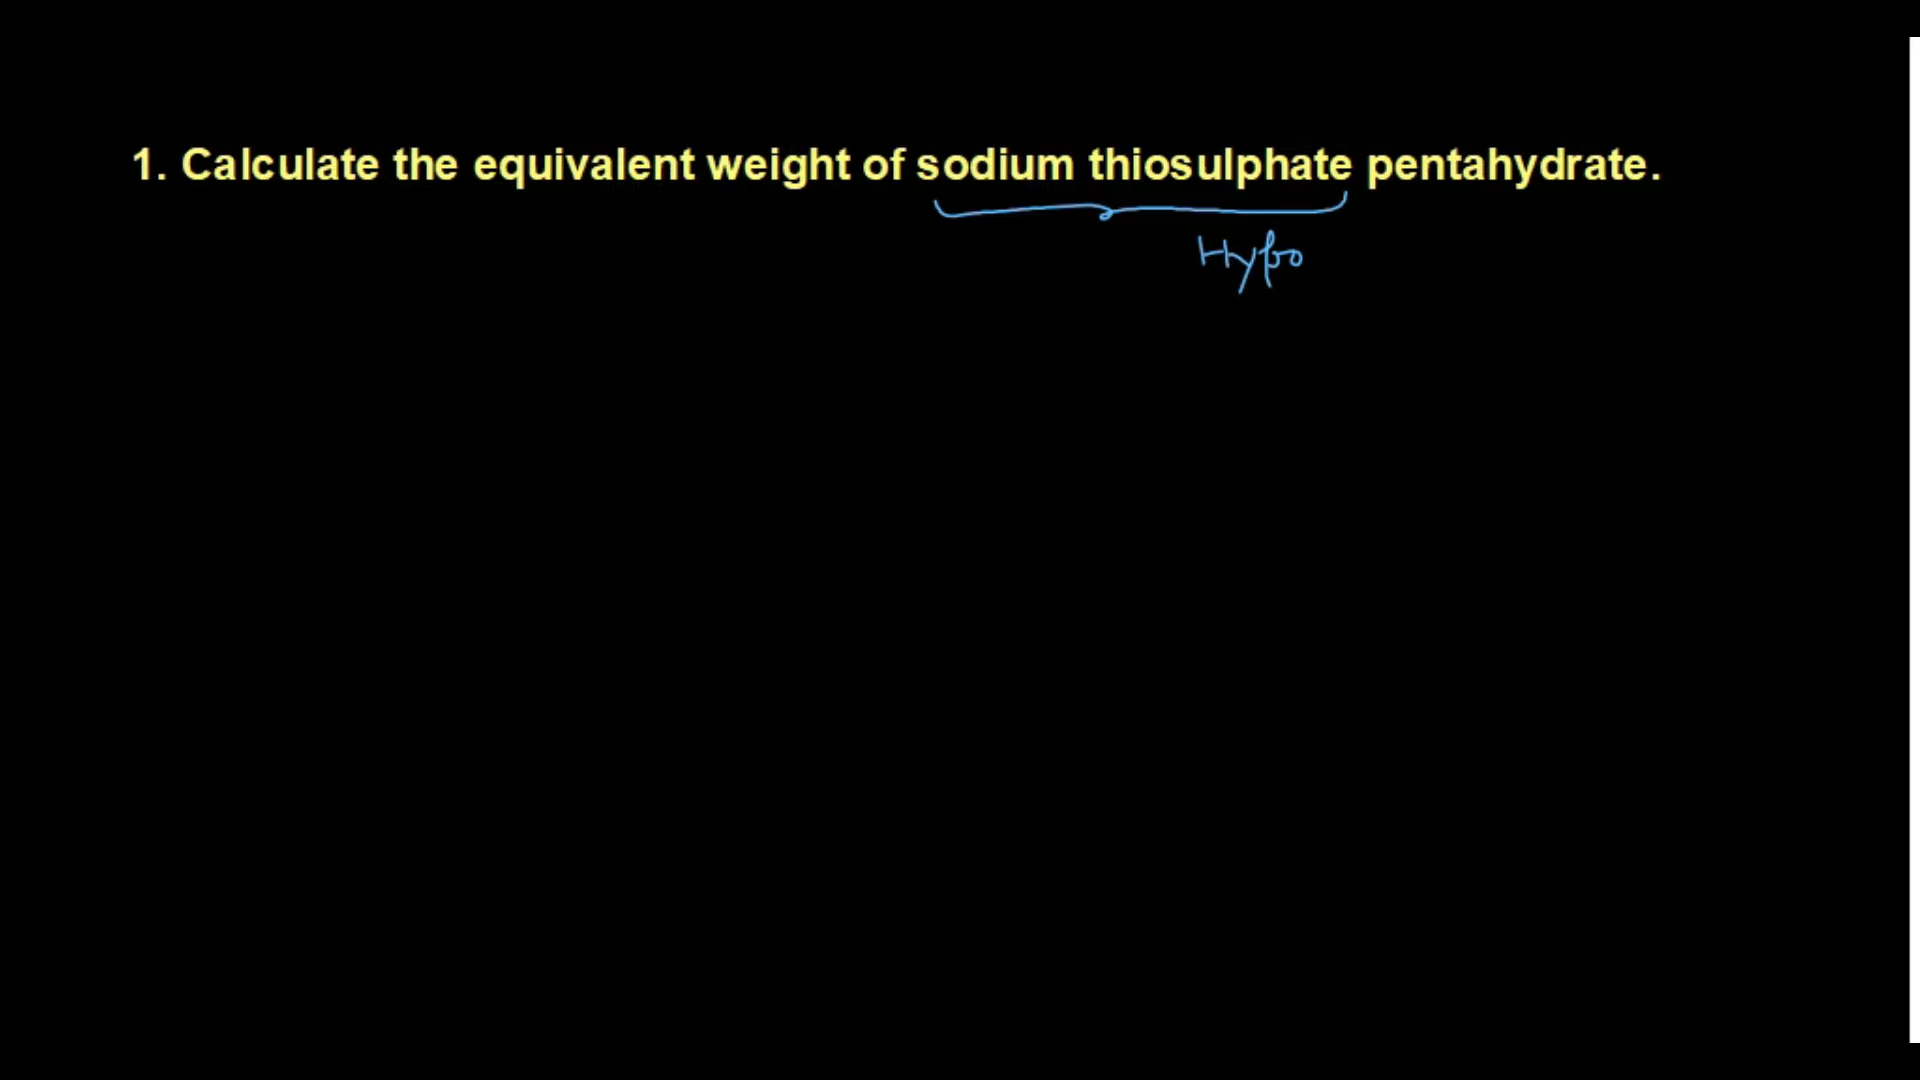 1. Calculate the equivalent weight of sodium thiosulphate pentahydrate.
Hypo